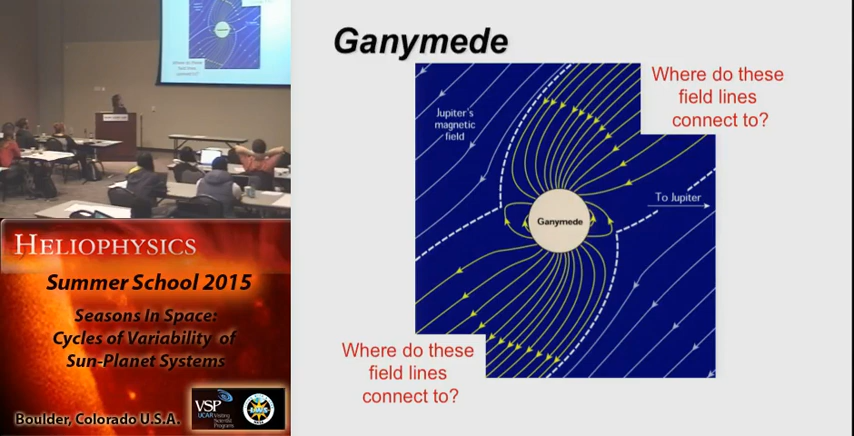 Ganymede
Where do these
field lines
connect to?
Jupiter's
magnetic
field
To Jupiter
Ganymede
Where do these
field lines
connect to?
HELIOPHYSICS
Summer School 2015
Seasons In Space:
Cycles of Variability of
Sun-Planet Systems
Boulder, Colorado U.S.A.
VSP
UCAR Visiting
Scientist
Programs